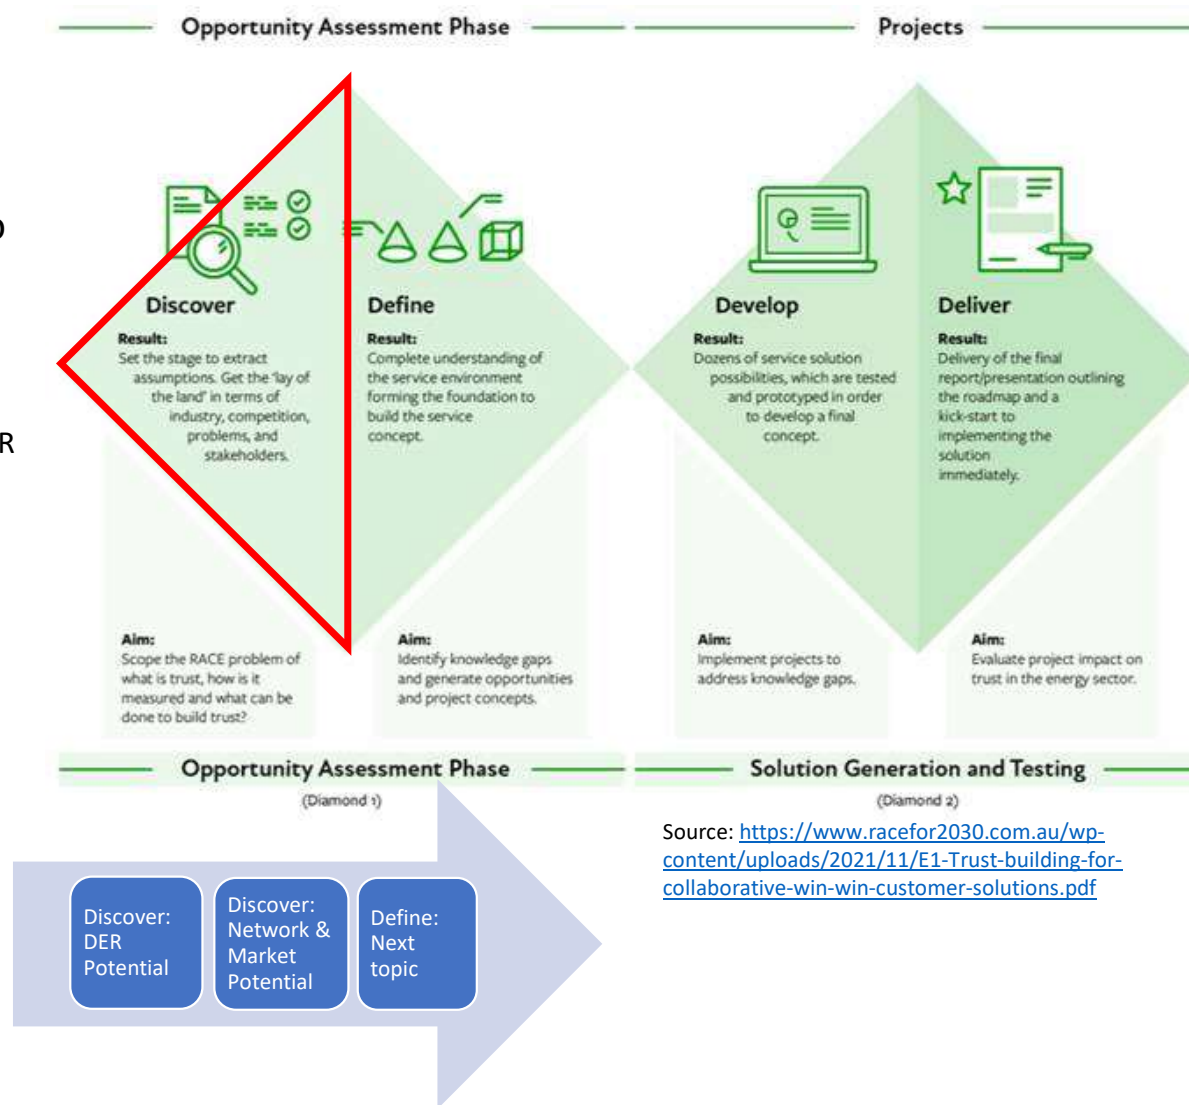 Opportunity Assessment Phase
Projects
Discover
Result:
Set the stage to extract
assumptions. Get the 'lay of
the land' in terms of
industry, competition,
problems, and
stakeholders.
Define
Result:
Complete understanding of
the service environment
forming the foundation to
build the service
concept.
Develop
Result:
Dozens of service solution
possibilities, which are tested
and prototyped in order
to develop a final
concept.
Deliver
Result:
Delivery of the final
report/presentation outlining
the roadmap and a
kick-start to
implementing the
solution
immediately.
R
Aim:
Scope the RACE problem of
what is trust, how is it
measured and what can be
done to build trust?
Aim:
Identify knowledge gaps
and generate opportunities
and project concepts.
Aim:
Implement projects to
address knowledge gaps.
Aim:
Evaluate project impact on
trust in the energy sector.
Opportunity Assessment Phase
(Diamond 1)
Solution Generation and Testing
(Diamond 2)
Source: https://www.racefor2030.com.au/wp-
content/uploads/2021/11/E1-Trust-building-for-
collaborative-win-win-customer-solutions.pdf
Discover:
DER
Potential
Discover:
Network &
Market
Potential
Define:
Next
topic